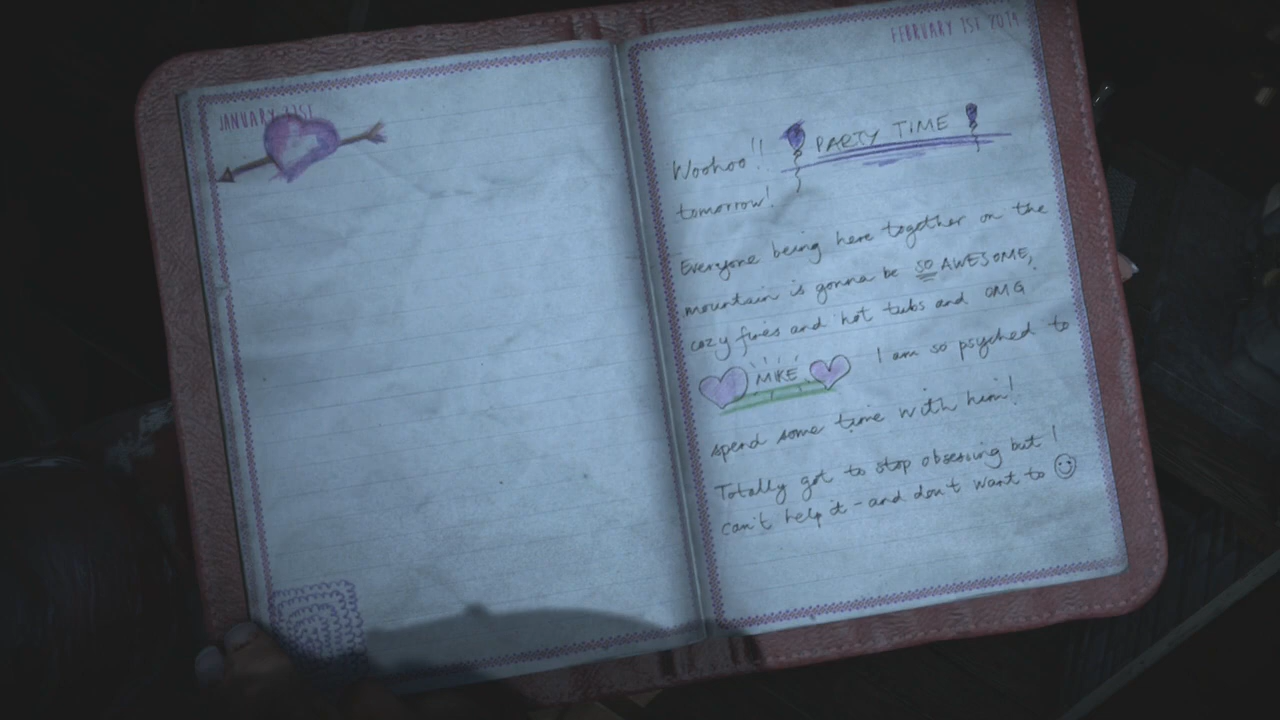 JANUARY 31ST
FEBRUARY 1ST 2014
Woohoo!! PARTY TIME
tomorrow!
Everyone being here together on the
mountain is gonna be SO AWESOME,
cozy fires and hot tubs and OMG
MIKE I am so psyched to
spend some time with him!
Totally got to stop obsessing but I
can't help it - and don't want to